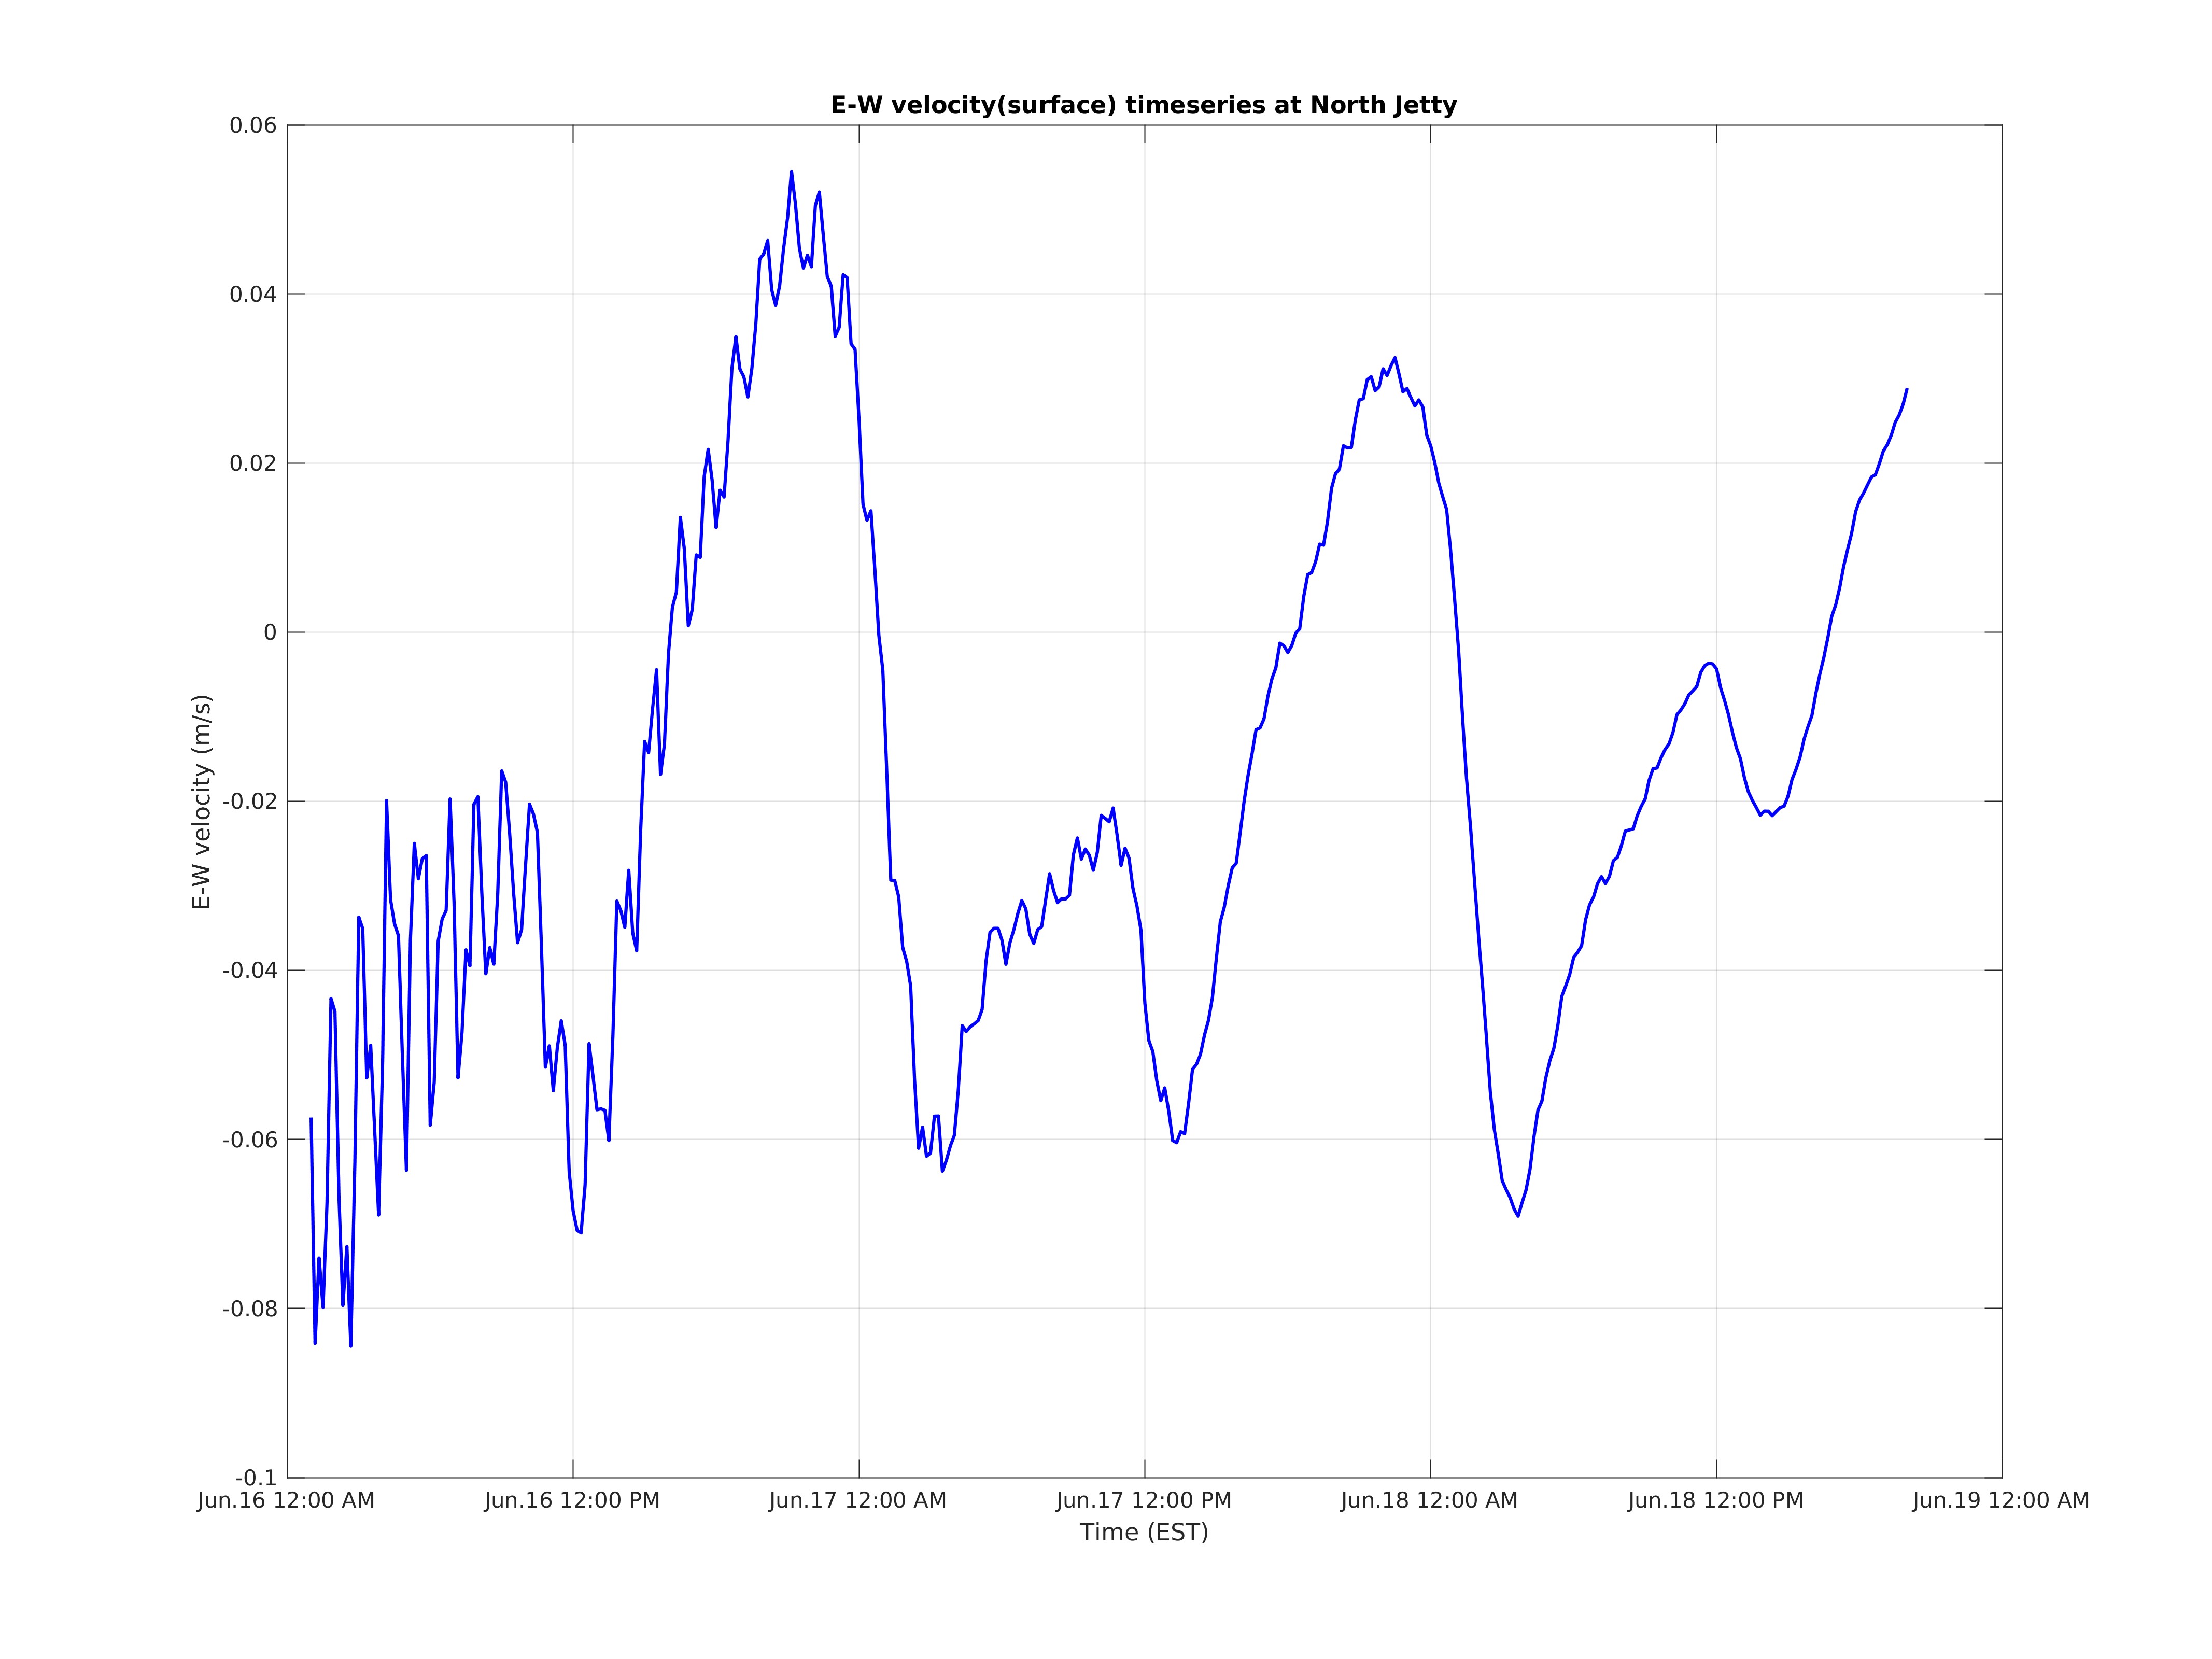 E-W velocity(surface) timeseries at North Jetty
0.06
0.04
0.02
0
-0.02
-0.04
-0.06
-0.08
-0.1
E-W velocity (m/s)
Jun.16 12:00 AM
Jun.16 12:00 PM
Jun.17 12:00 AM
Jun.17 12:00 PM
Jun.18 12:00 AM
Jun.18 12:00 PM
Jun.19 12:00 AM
Time (EST)